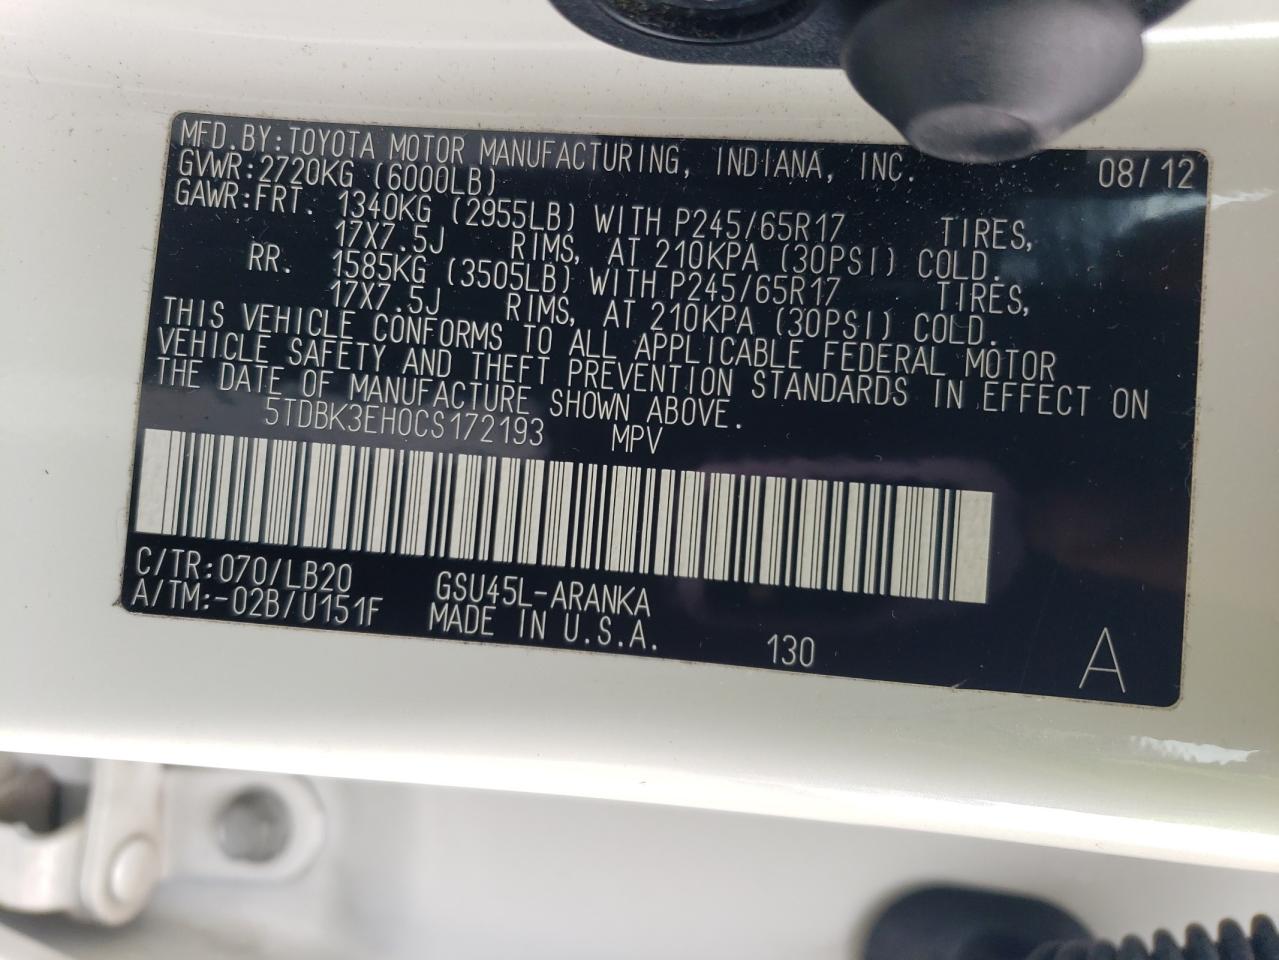 MFD.BY:TOYOTA MOTOR MANUFACTURING, INDIANA, INC. 08/12
GVWR:2720KG (6000LB)
GAWR:FRT. 1340KG (2955LB) WITH P245/65R17 TIRES,
17X7.5J RIMS, AT 210KPA (30PSI) COLD.
RR. 1585KG (3505LB) WITH P245/65R17 TIRES,
17X7.5J RIMS, AT 210KPA (30PSI) COLD.
THIS VEHICLE CONFORMS TO ALL APPLICABLE FEDERAL MOTOR
VEHICLE SAFETY AND THEFT PREVENTION STANDARDS IN EFFECT ON
THE DATE OF MANUFACTURE SHOWN ABOVE.
5TDBK3EH0CS172193 MPV
C/TR:070/LB20 GSU45L-ARANKA
A/TM:-02B/U151F MADE IN U.S.A. 130 A